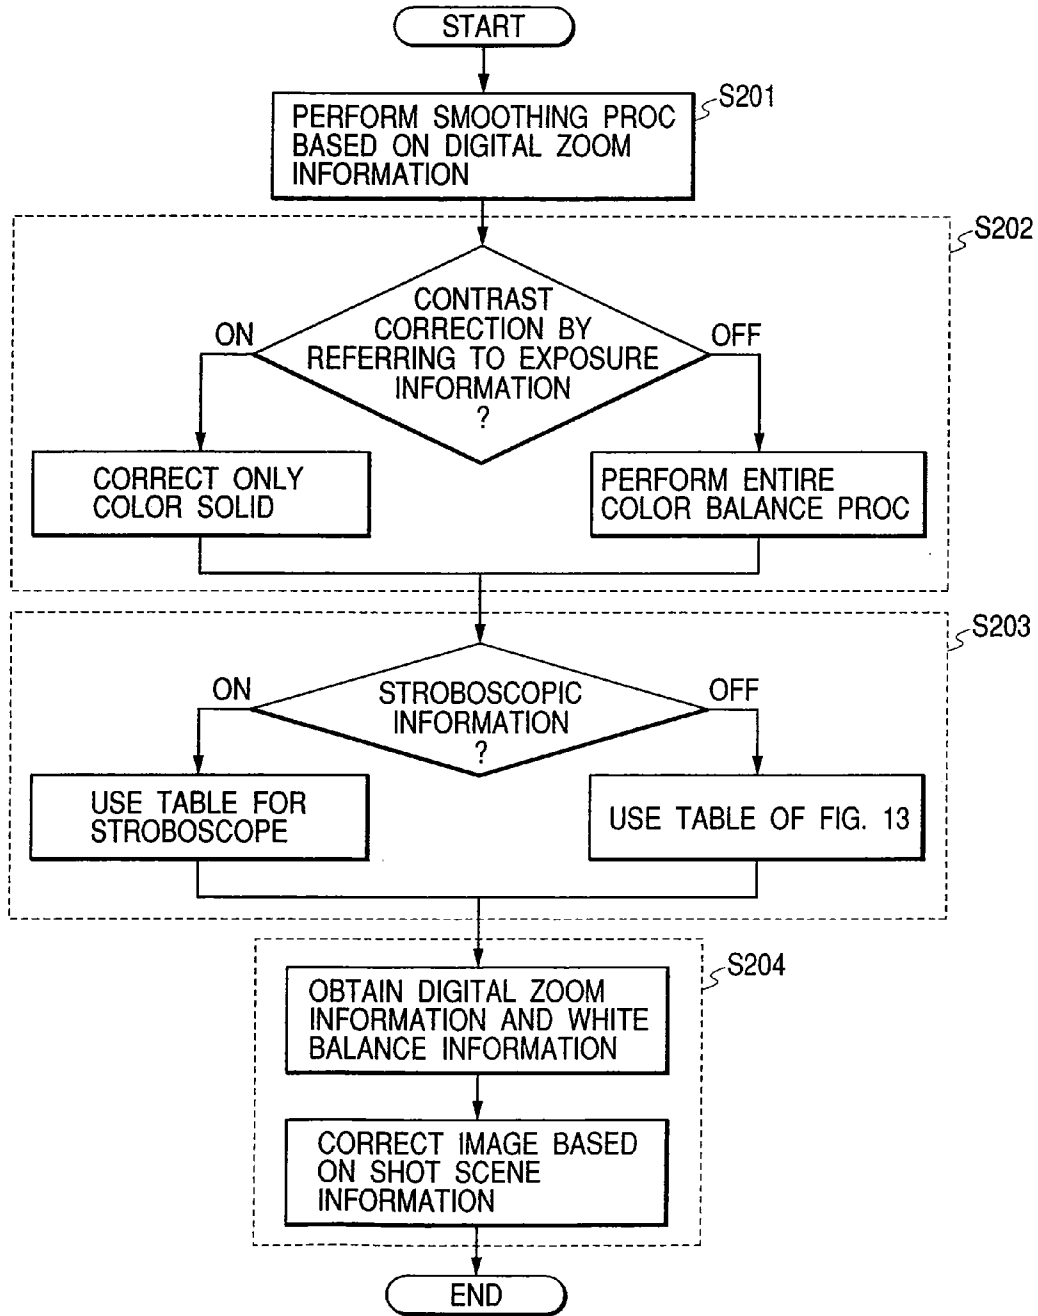 START
PERFORM SMOOTHING PROC
BASED ON DIGITAL ZOOM
INFORMATION
S201
S202
CONTRAST
CORRECTION BY
REFERRING TO EXPOSURE
INFORMATION
?
ON
OFF
CORRECT ONLY
COLOR SOLID
PERFORM ENTIRE
COLOR BALANCE PROC
S203
STROBOSCOPIC
INFORMATION
?
ON
OFF
USE TABLE FOR
STROBOSCOPE
USE TABLE OF FIG. 13
S204
OBTAIN DIGITAL ZOOM
INFORMATION AND WHITE
BALANCE INFORMATION
CORRECT IMAGE BASED
ON SHOT SCENE
INFORMATION
END